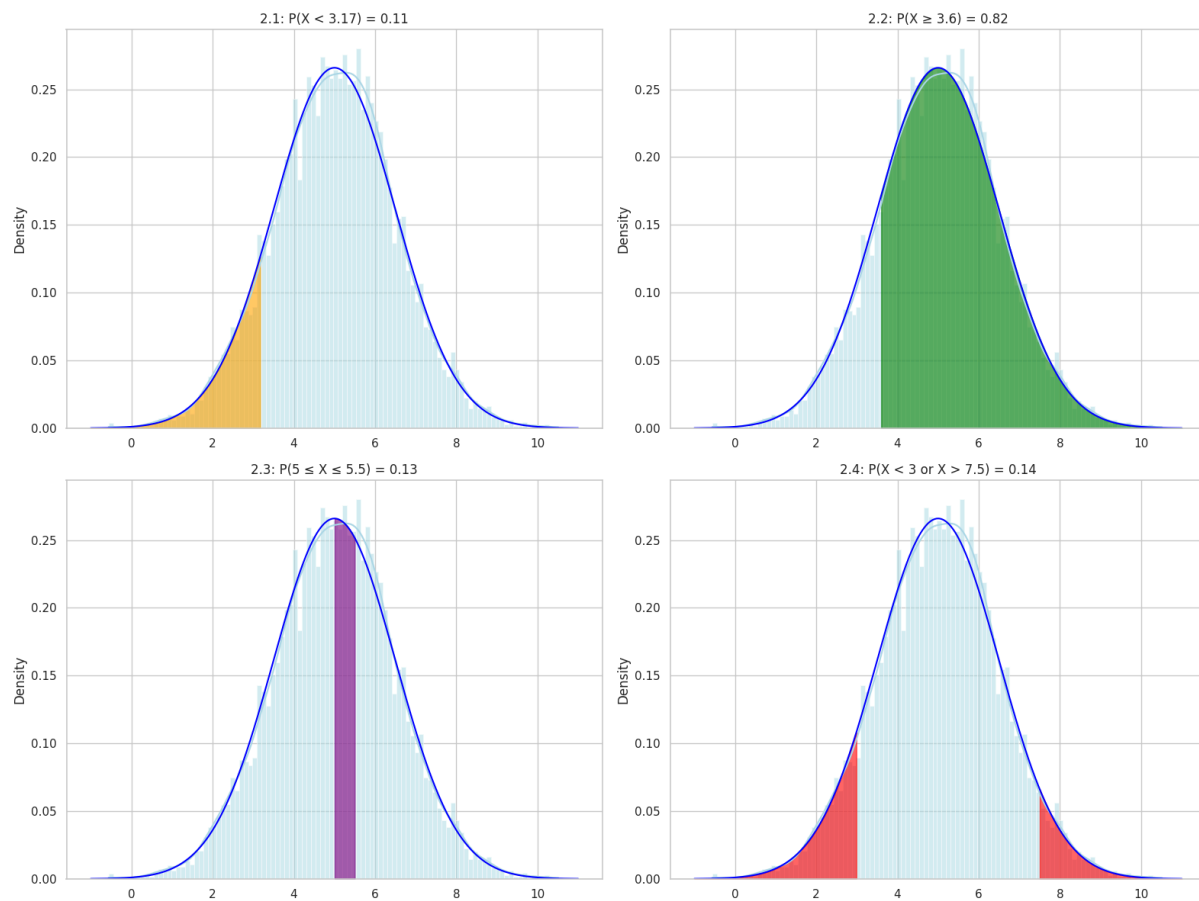 2.1: P(X < 3.17) = 0.11
Density
0.25
0.20
0.15
0.10
0.05
0.00
0 2 4 6 8 10
2.2: P(X ≥ 3.6) = 0.82
Density
0.25
0.20
0.15
0.10
0.05
0.00
0 2 4 6 8 10
2.3: P(5 ≤ X ≤ 5.5) = 0.13
Density
0.25
0.20
0.15
0.10
0.05
0.00
0 2 4 6 8 10
2.4: P(X < 3 or X > 7.5) = 0.14
Density
0.25
0.20
0.15
0.10
0.05
0.00
0 2 4 6 8 10